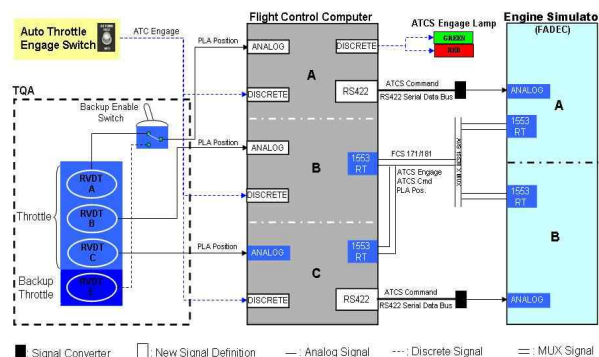 Flight Control Computer
ATCS Engage Lamp
Engine Simulato
(FADEC)
Auto Throttle
Engage Switch
ATC Engage
PLA Position
ANALOG
DISCRETE
GREEN
RED
A
RS422
ATCS Command
RS422 Serial Data Bus
ANALOG
A
TQA
Backup Enable
Switch
DISCRETE
PLA Position
ANALOG
B
1553
RT
FCS 171/181
1553
RT
ATCS Engage
ATCS Cmd
PLA Pos.
1553
RT
Throttle
RVDT
A
RVDT
B
RVDT
C
DISCRETE
PLA Position
ANALOG
1553
RT
C
B
Backup
Throttle
DISCRETE
RS422
ATCS Command
RS422 Serial Data Bus
ANALOG
: Signal Converter
: New Signal Definition
: Analog Signal
: Discrete Signal
: MUX Signal